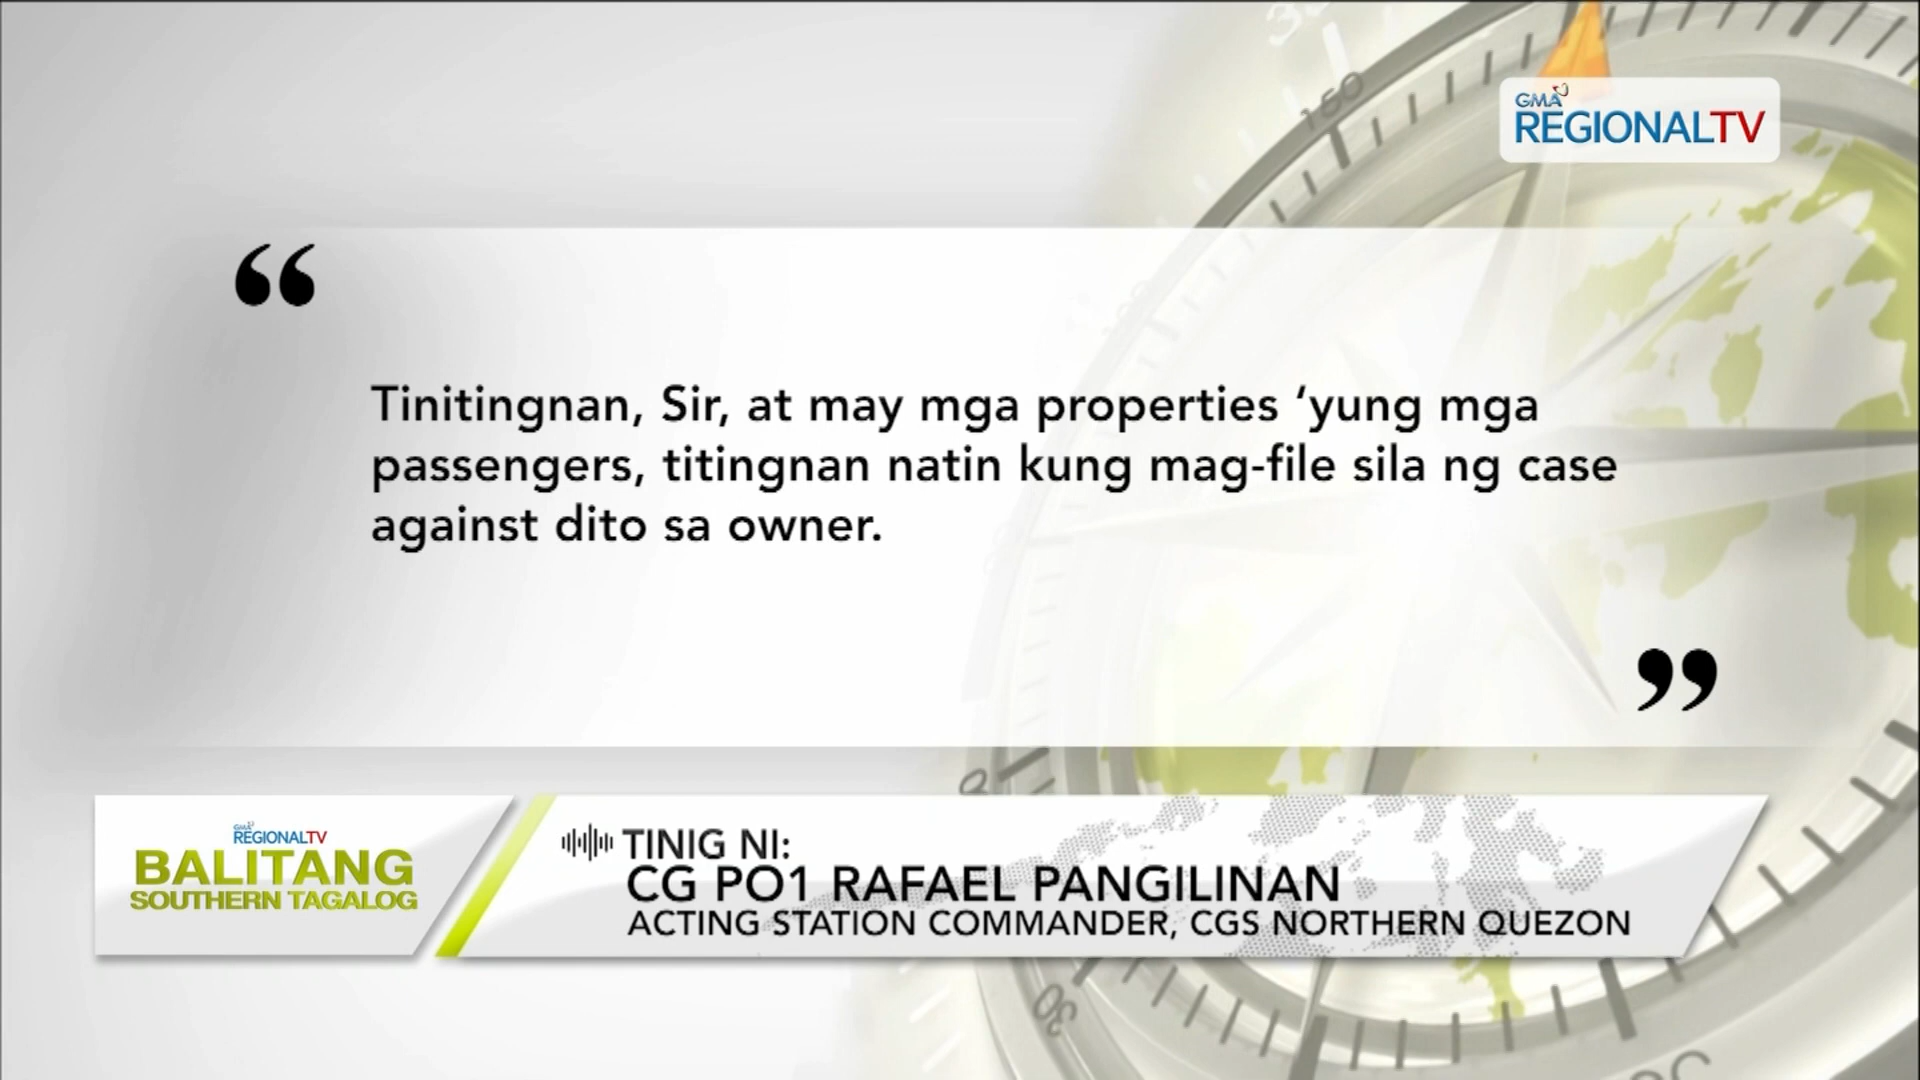 GMA
REGIONALTV
160
“
Tinitingnan, Sir, at may mga properties ‘yung mga
passengers, titingnan natin kung mag-file sila ng case
against dito sa owner.
”
GMA
REGIONALTV
BALITANG
SOUTHERN TAGALOG
TINIG NI:
CG PO1 RAFAEL PANGILINAN
ACTING STATION COMMANDER, CGS NORTHERN QUEZON
30